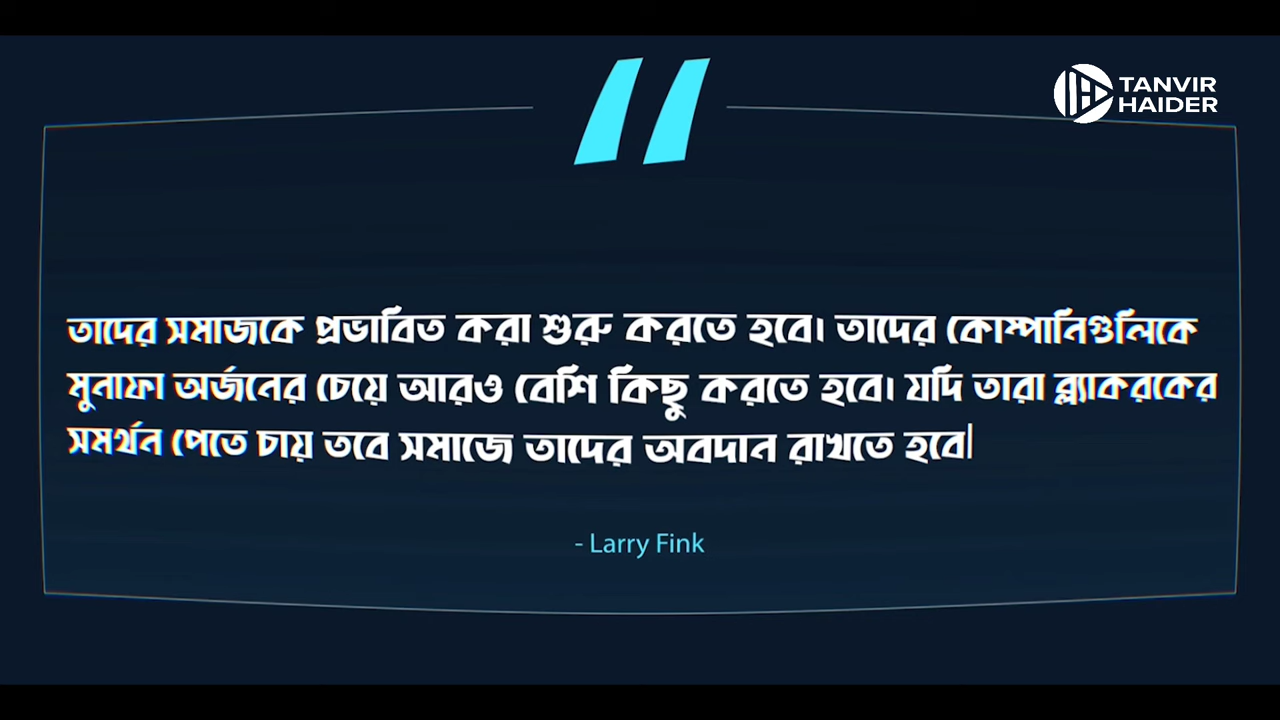 TANVIR
HAIDER
তাদের সমাজকে প্রভাবিত করা শুরু করতে হবে। তাদের কোম্পানিগুলিকে
মুনাফা অর্জনের চেয়ে আরও বেশি কিছু করতে হবে। যদি তারা ব্ল্যাকরকের
সমর্থন পেতে চায় তবে সমাজে তাদের অবদান রাখতে হবে।
- Larry Fink